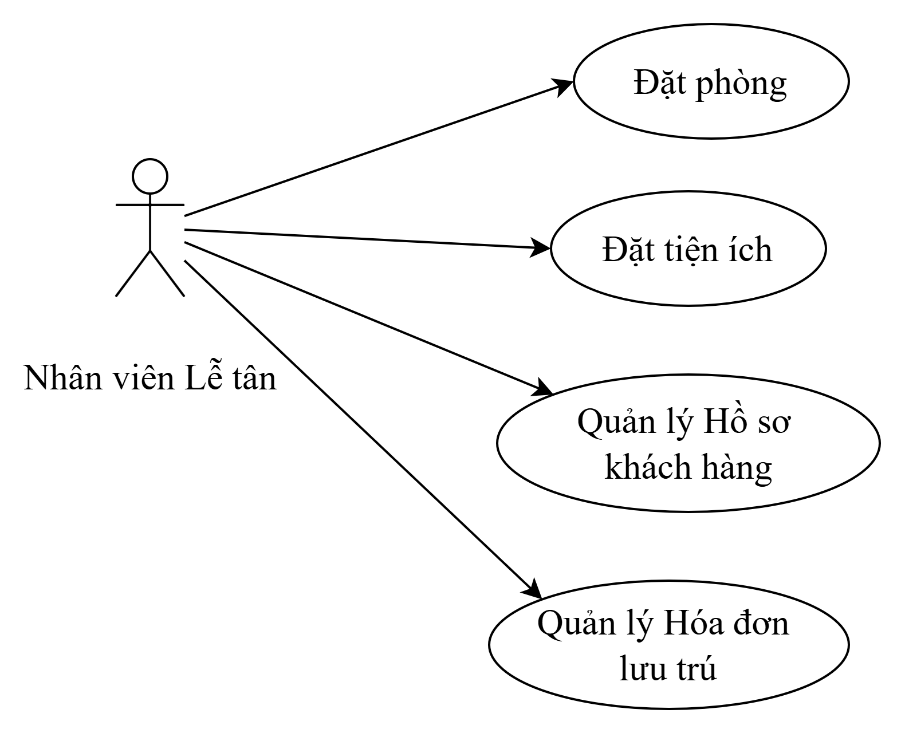 Đặt phòng
Đặt tiện ích
Nhân viên Lễ tân
Quản lý Hồ sơ
khách hàng
Quản lý Hóa đơn
lưu trú